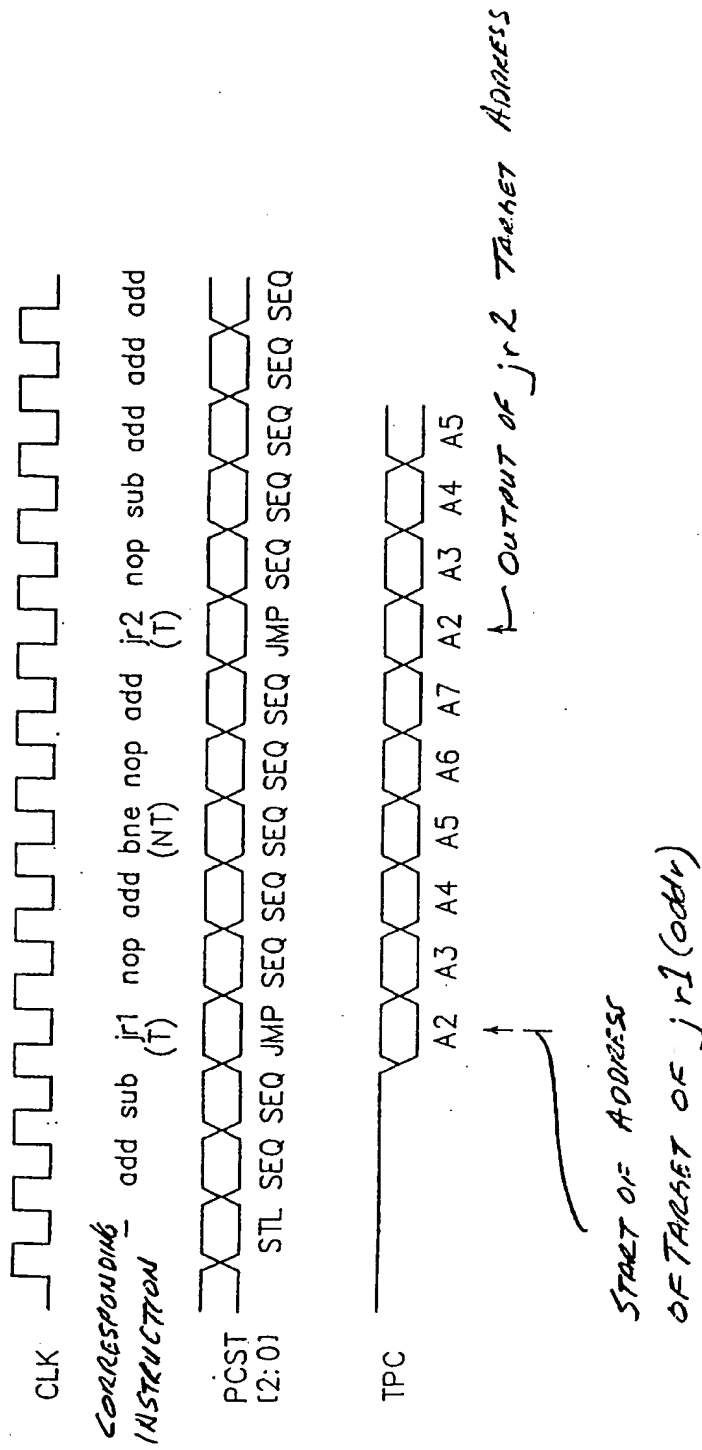 CLK
CORRESPONDING
INSTRUCTION
add sub jr1 nop add bne nop add jr2 nop sub add add add
(T) (NT) (T)
PCST
[2:0]
STL SEQ SEQ JMP SEQ SEQ SEQ SEQ SEQ JMP SEQ SEQ SEQ SEQ SEQ
TPC
A2 A3 A4 A5 A6 A7 A2 A3 A4 A5
START OF ADDRESS
OF TARGET OF jr1 (addr)
OUTPUT OF jr2 TARGET ADDRESS